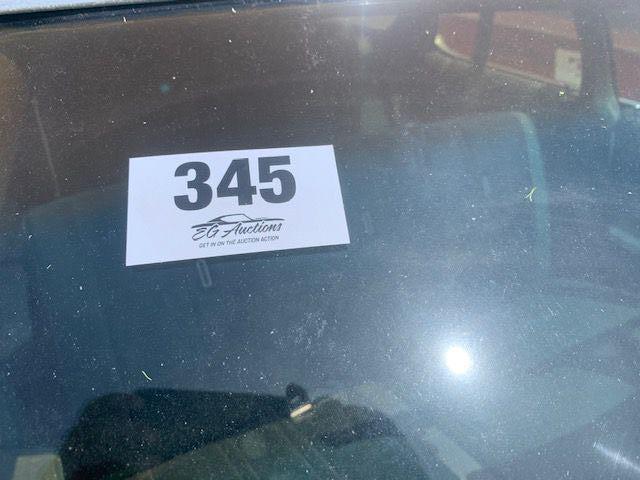 345
EG Auctions
GET IN ON THE AUCTION ACTION